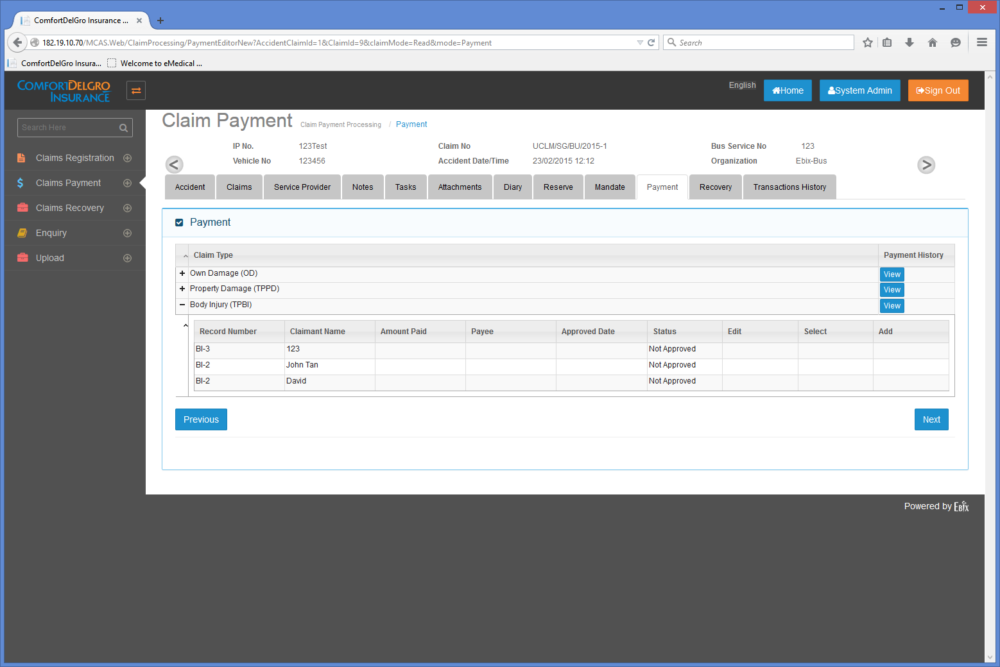 ComfortDelGro Insurance ...
182.19.10.70/MCAS.Web/ClaimProcessing/PaymentEditorNew?AccidentClaimId=1&ClaimId=9&claimMode=Read&mode=Payment
Search
ComfortDelGro Insura... Welcome to eMedical ...
COMFORTDELGRO
INSURANCE
English Home System Admin Sign Out
Search Here
Claims Registration
Claims Payment
Claims Recovery
Enquiry
Upload
Claim Payment Claim Payment Processing / Payment
IP No. 123Test Claim No UCLM/SG/BU/2015-1 Bus Service No 123
Vehicle No 123456 Accident Date/Time 23/02/2015 12:12 Organization Ebix-Bus
Accident Claims Service Provider Notes Tasks Attachments Diary Reserve Mandate Payment Recovery Transactions History
Payment
Claim Type Payment History
Own Damage (OD) View
Property Damage (TPPD) View
Body Injury (TPBI) View
Record Number Claimant Name Amount Paid Payee Approved Date Status Edit Select Add
BI-3 123 Not Approved
BI-2 John Tan Not Approved
BI-2 David Not Approved
Previous Next
Powered by EBIX